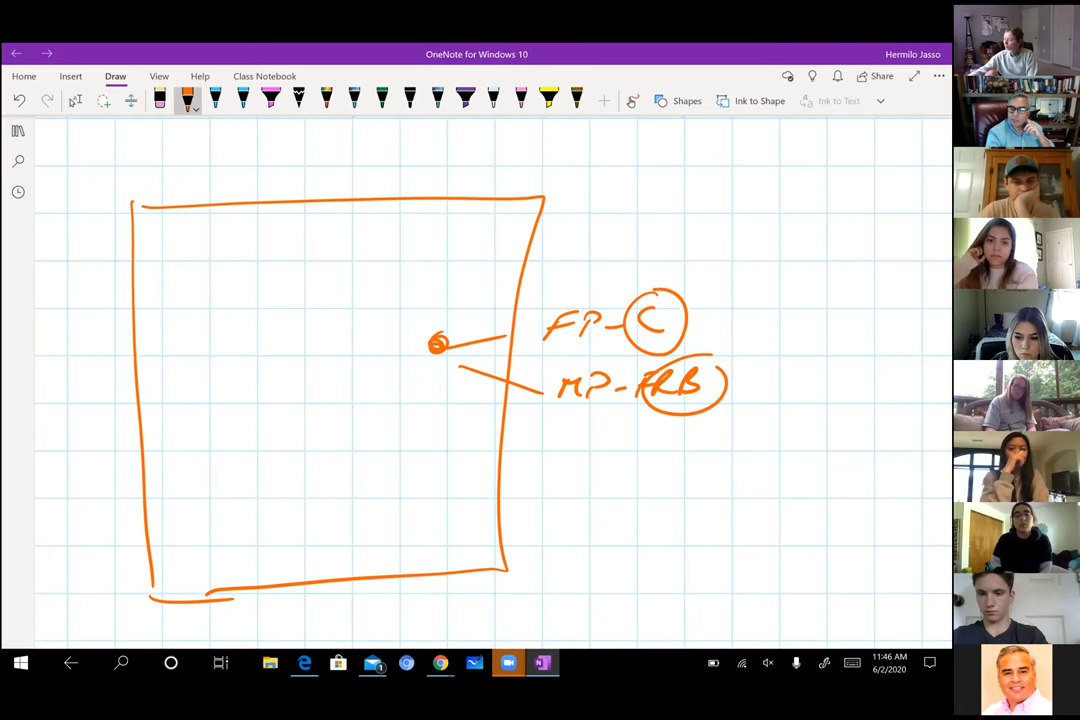 OneNote for Windows 10
Hermilo Jasso
Home Insert Draw View Help Class Notebook
Share
Shapes Ink to Shape Ink to Text
FP-C
MP-FRB
11:46 AM
6/2/2020